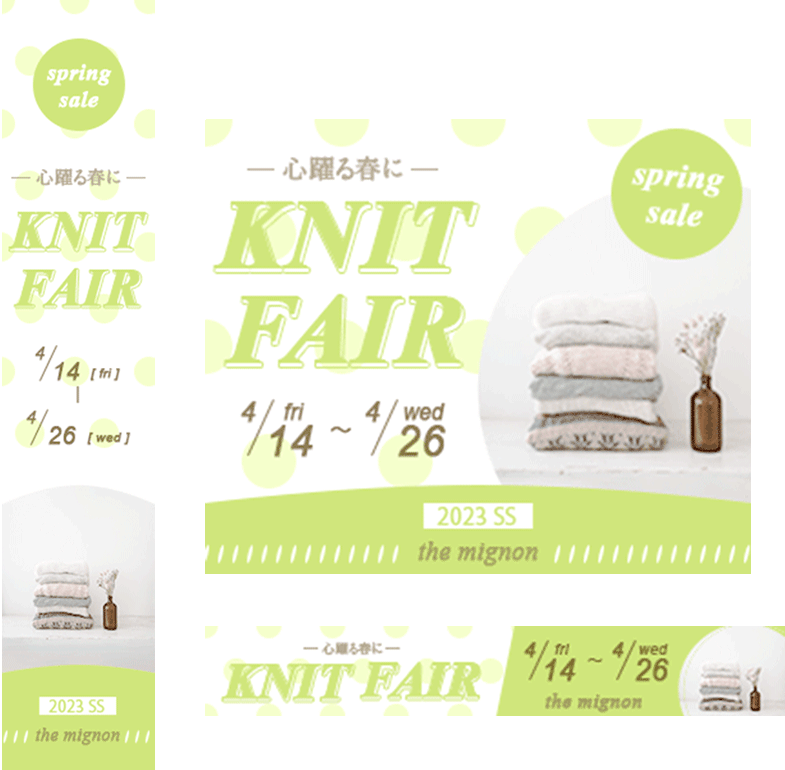 spring
sale
— 心躍る春に —
KNIT
FAIR
4/14 [fri]
4/26 [wed]
2023 SS
the mignon
— 心躍る春に —
spring
sale
KNIT
FAIR
4/14 fri ~ 4/26 wed
2023 SS
the mignon
— 心躍る春に —
KNIT FAIR
4/14 fri ~ 4/26 wed
the mignon